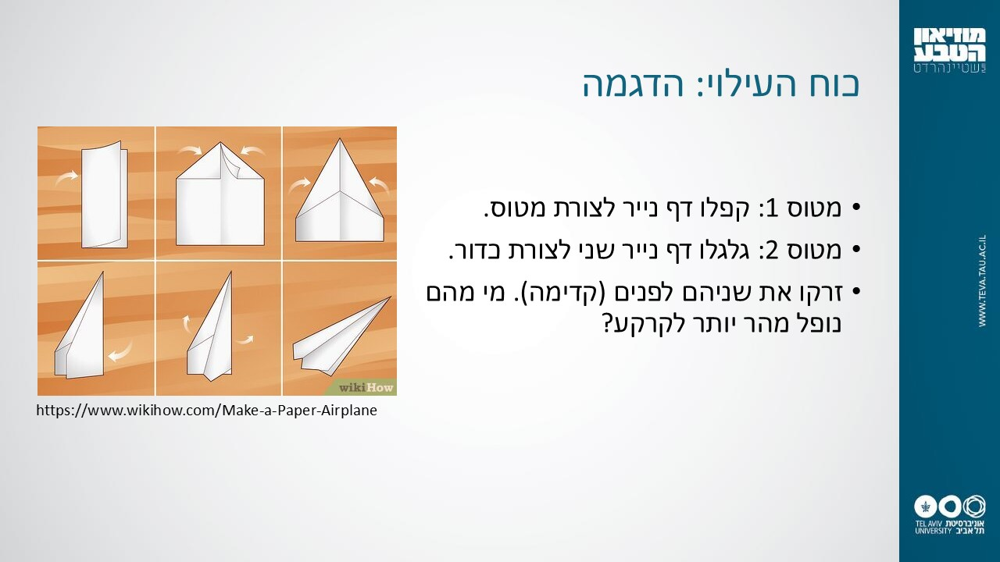 מוזיאון
הטבע
שטיינהרדט
כוח העילוי: הדגמה
• מטוס 1: קפלו דף נייר לצורת מטוס.
• מטוס 2: גלגלו דף נייר שני לצורת כדור.
• זרקו את שניהם לפנים (קדימה). מי מהם
נופל מהר יותר לקרקע?
wikiHow
https://www.wikihow.com/Make-a-Paper-Airplane
WWW.TEVA.TAU.AC.IL
TEL AVIV אוניברסיטת
UNIVERSITY תל אביב